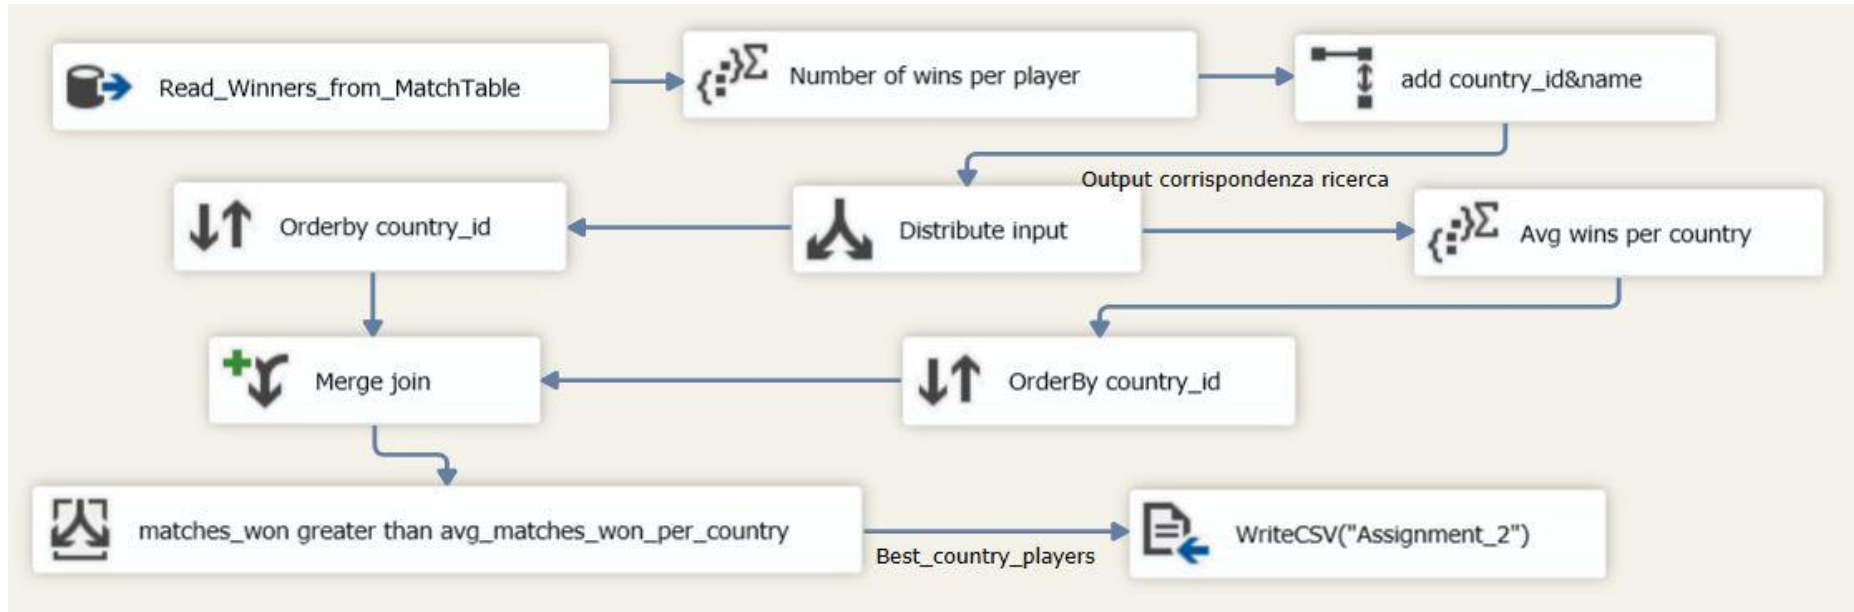 Read_Winners_from_MatchTable
Number of wins per player
add country_id&name
Output corrispondenza ricerca
Orderby country_id
Distribute input
Avg wins per country
Merge join
OrderBy country_id
matches_won greater than avg_matches_won_per_country
Best_country_players
WriteCSV("Assignment_2")